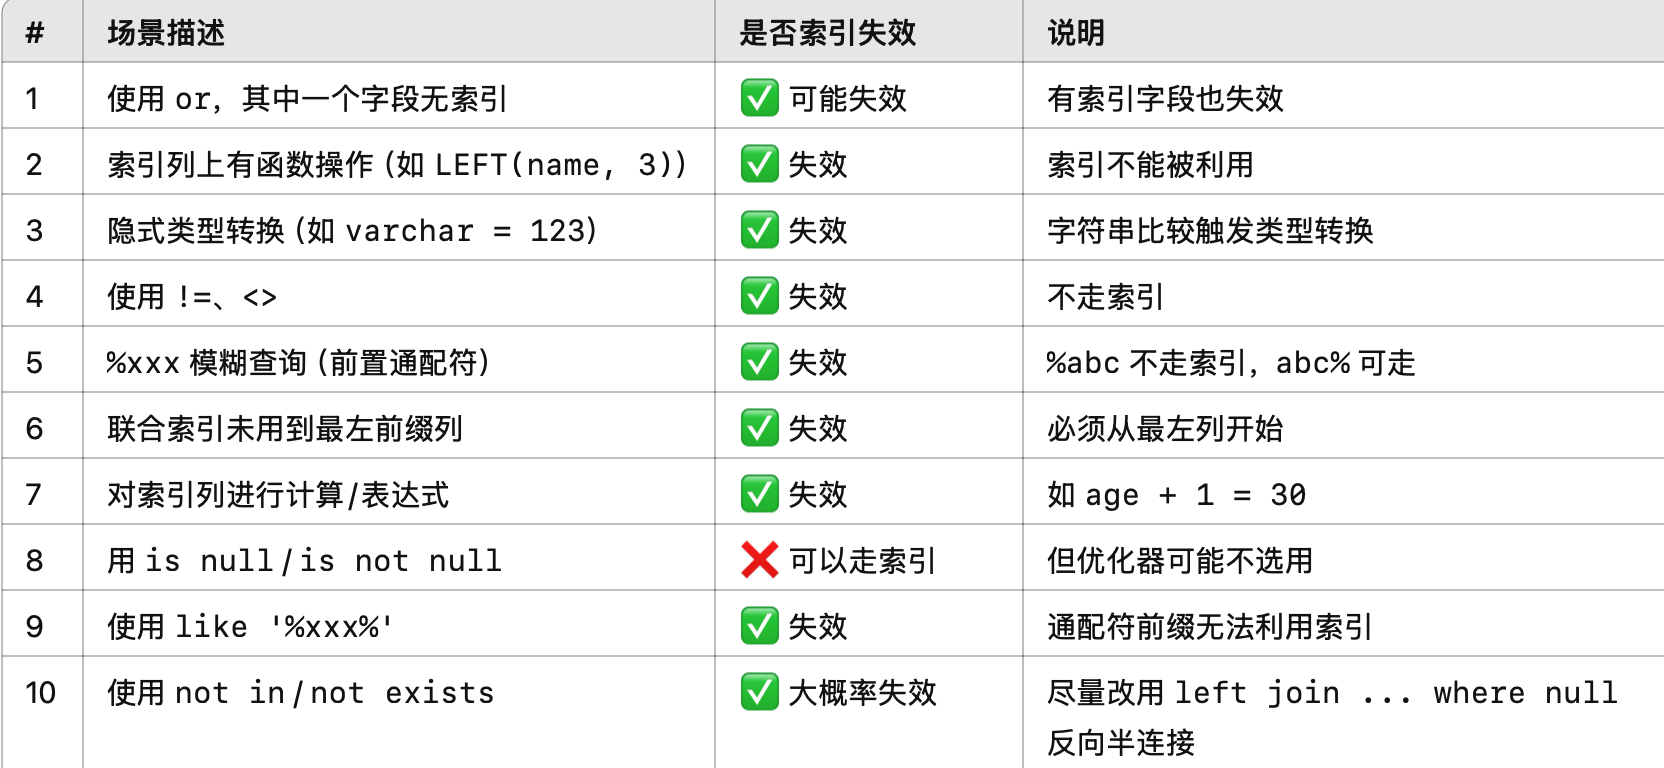 # 场景描述 是否索引失效 说明
1 使用 or，其中一个字段无索引 ✅ 可能失效 有索引字段也失效
2 索引列上有函数操作（如 LEFT(name, 3)） ✅ 失效 索引不能被利用
3 隐式类型转换（如 varchar = 123） ✅ 失效 字符串比较触发类型转换
4 使用 !=、<> ✅ 失效 不走索引
5 %xxx 模糊查询（前置通配符） ✅ 失效 %abc 不走索引，abc% 可走
6 联合索引未用到最左前缀列 ✅ 失效 必须从最左列开始
7 对索引列进行计算/表达式 ✅ 失效 如 age + 1 = 30
8 用 is null/is not null ❌ 可以走索引 但优化器可能不选用
9 使用 like '%xxx%' ✅ 失效 通配符前缀无法利用索引
10 使用 not in/not exists ✅ 大概率失效 尽量改用 left join ... where null
反向半连接